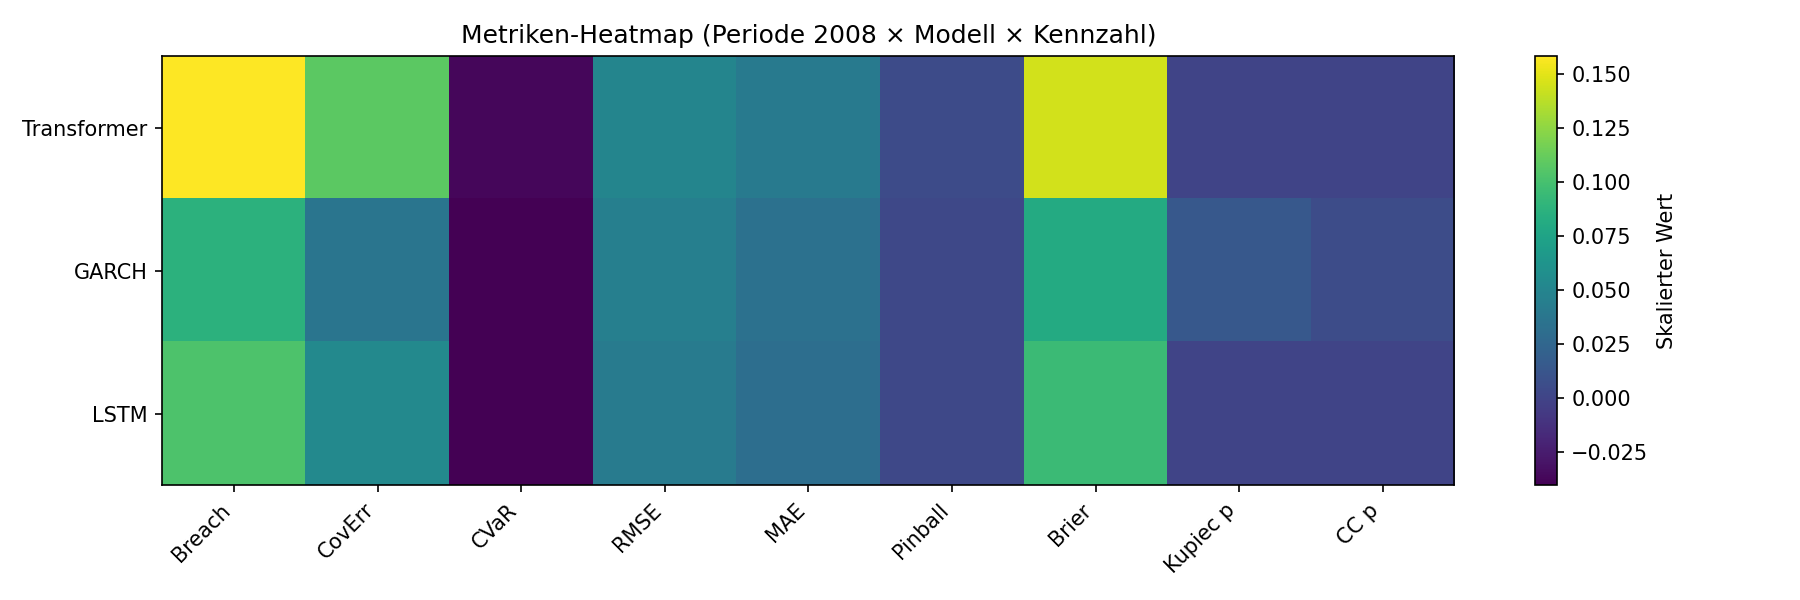 Metriken-Heatmap (Periode 2008 × Modell × Kennzahl)
Transformer
GARCH
LSTM
Breach
CovErr
CVaR
RMSE
MAE
Pinball
Brier
Kupiec p
CC p
0.150
0.125
0.100
0.075
0.050
0.025
0.000
−0.025
Skalierter Wert